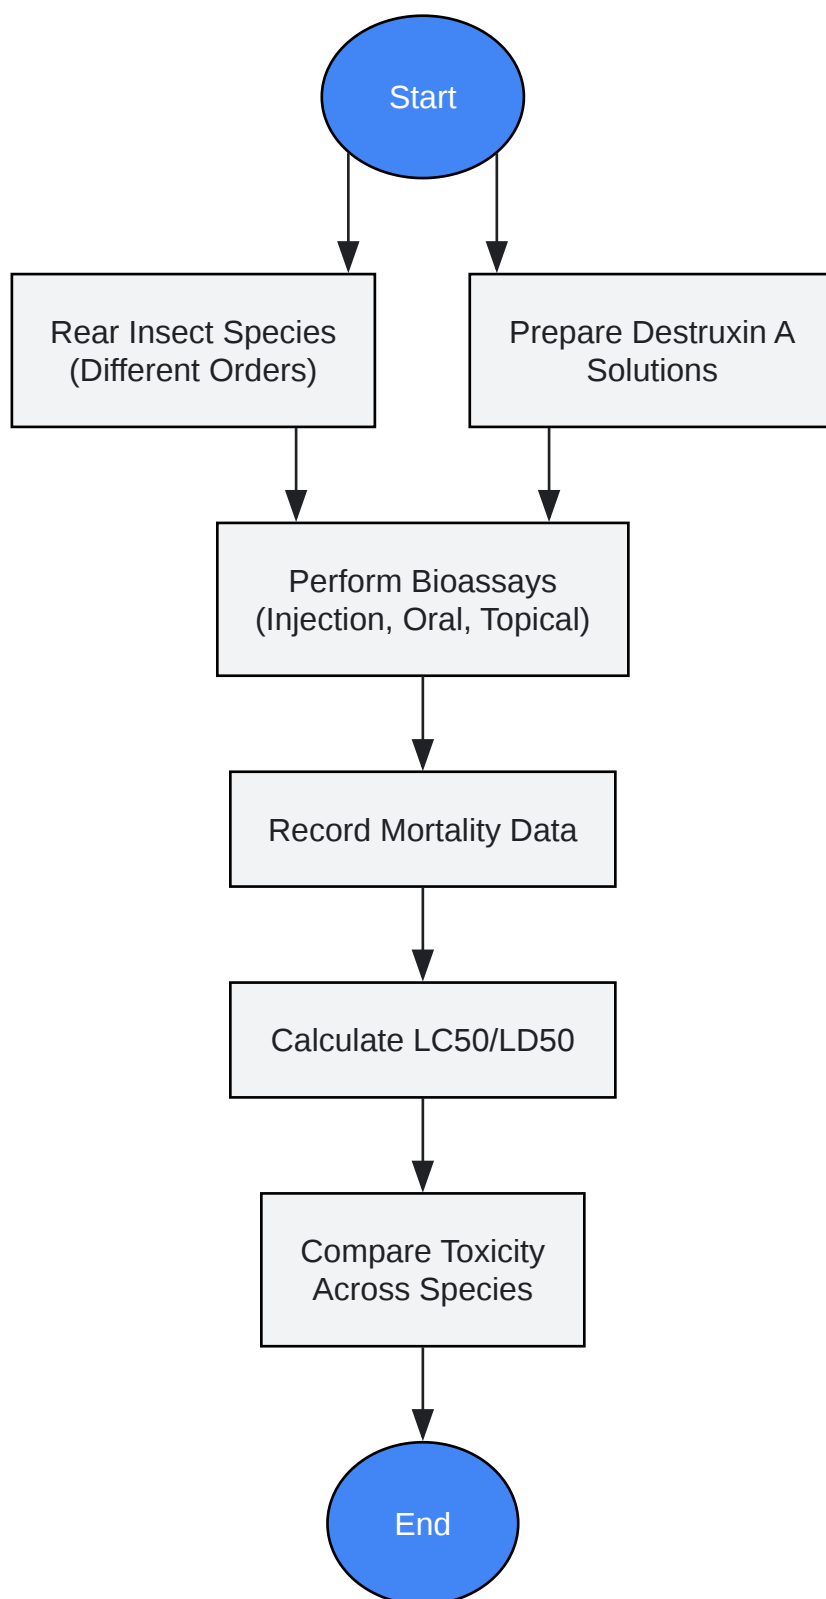 Start
Rear Insect Species
(Different Orders)
Prepare Destruxin A
Solutions
Perform Bioassays
(Injection, Oral, Topical)
Record Mortality Data
Calculate LC50/LD50
Compare Toxicity
Across Species
End